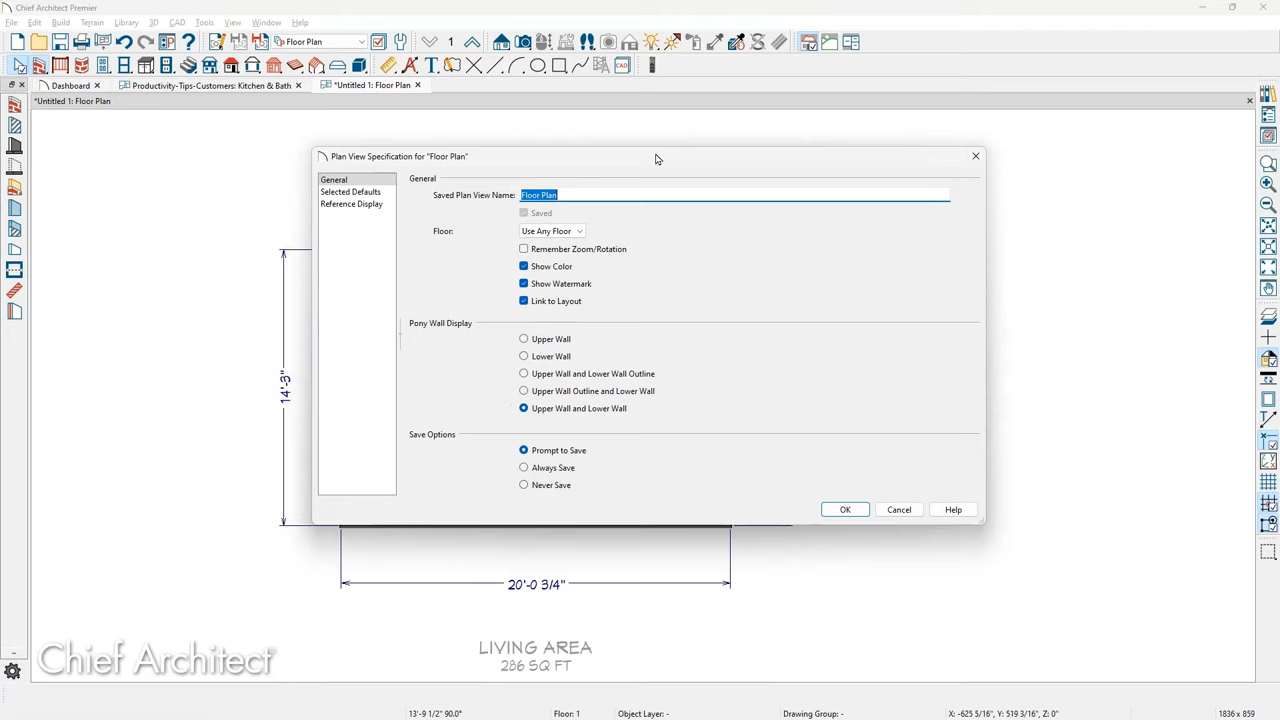 Chief Architect Premier
File Edit Build Terrain Library 3D CAD Tools View Window Help
Floor Plan
1
Dashboard Productivity-Tips-Customers: Kitchen & Bath *Untitled 1: Floor Plan
*Untitled 1: Floor Plan
Plan View Specification for "Floor Plan"
General
Selected Defaults
Reference Display
General
Saved Plan View Name: Floor Plan
Saved
Floor: Use Any Floor
Remember Zoom/Rotation
Show Color
Show Watermark
Link to Layout
Pony Wall Display
Upper Wall
Lower Wall
Upper Wall and Lower Wall Outline
Upper Wall Outline and Lower Wall
Upper Wall and Lower Wall
Save Options
Prompt to Save
Always Save
Never Save
OK Cancel Help
14'-3"
20'-0 3/4"
LIVING AREA
286 SQ FT
Chief Architect
13'-9 1/2" 90.0° Floor: 1 Object Layer: - Drawing Group: - X: -625 5/16", Y: 519 3/16", Z: 0" 1836 x 859